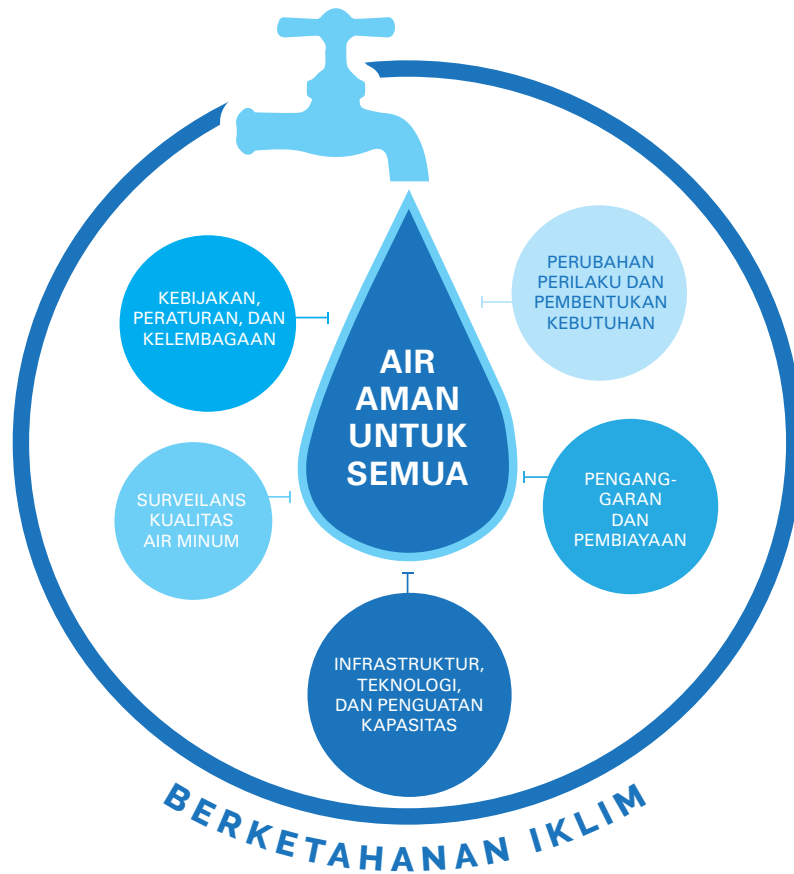 KEBIJAKAN,
PERATURAN, DAN
KELEMBAGAAN
PERUBAHAN
PERILAKU DAN
PEMBENTUKAN
KEBUTUHAN
AIR
AMAN
UNTUK
SEMUA
SURVEILANS
KUALITAS
AIR MINUM
PENGANG-
GARAN
DAN
PEMBIAYAAN
INFRASTRUKTUR,
TEKNOLOGI,
DAN PENGUATAN
KAPASITAS
BERKETAHANAN IKLIM